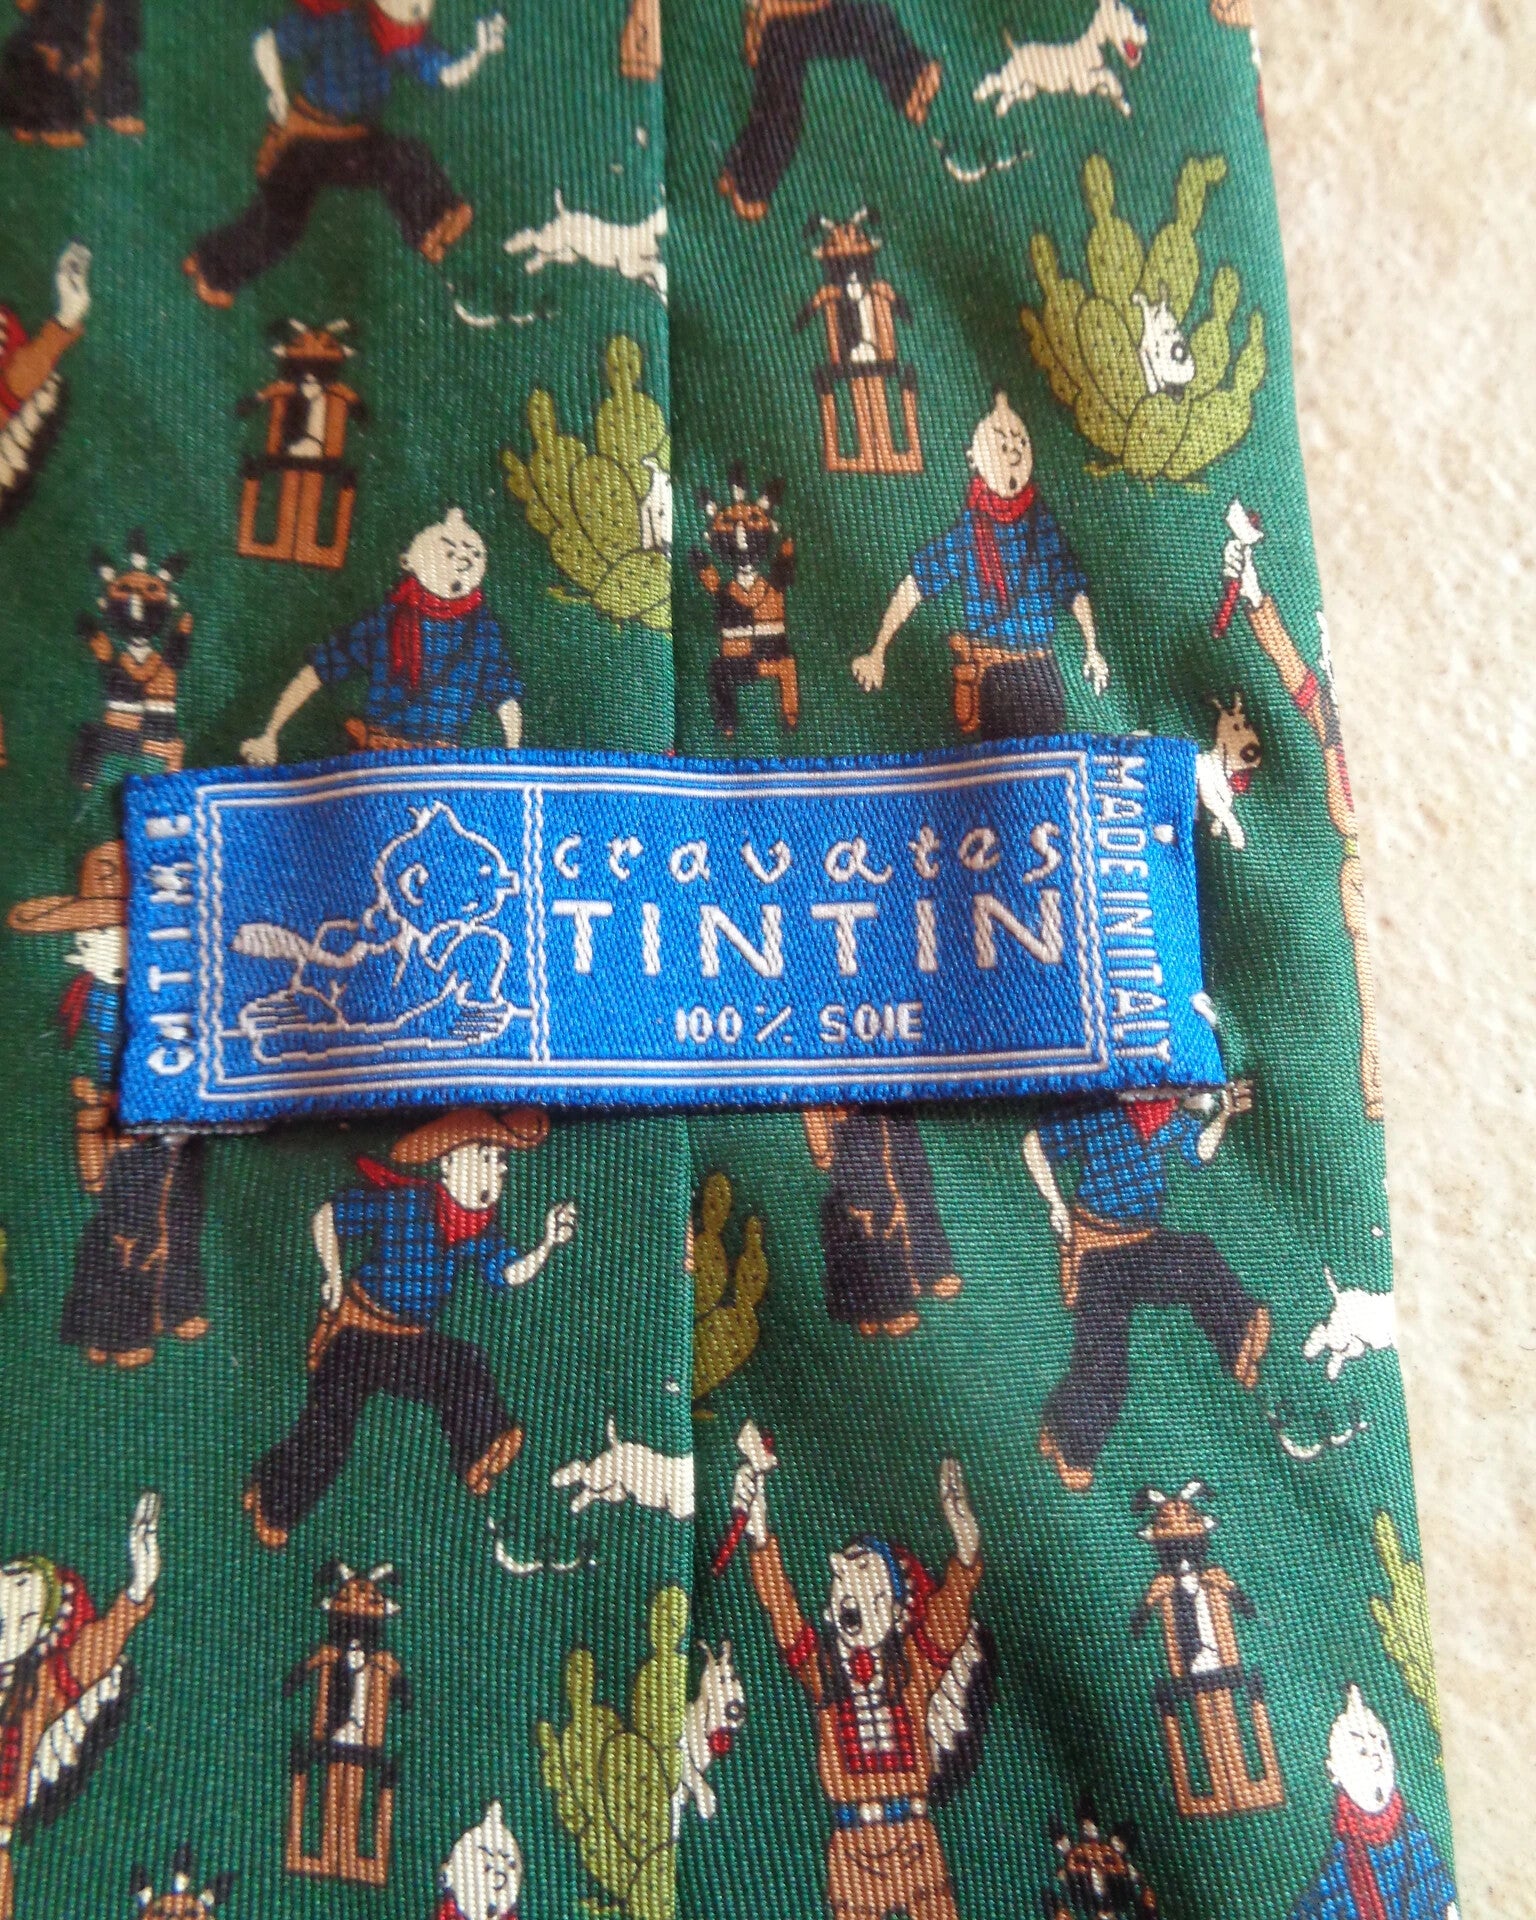 CATIME
cravates
TINTIN
100% SOIE
MADE IN ITALY